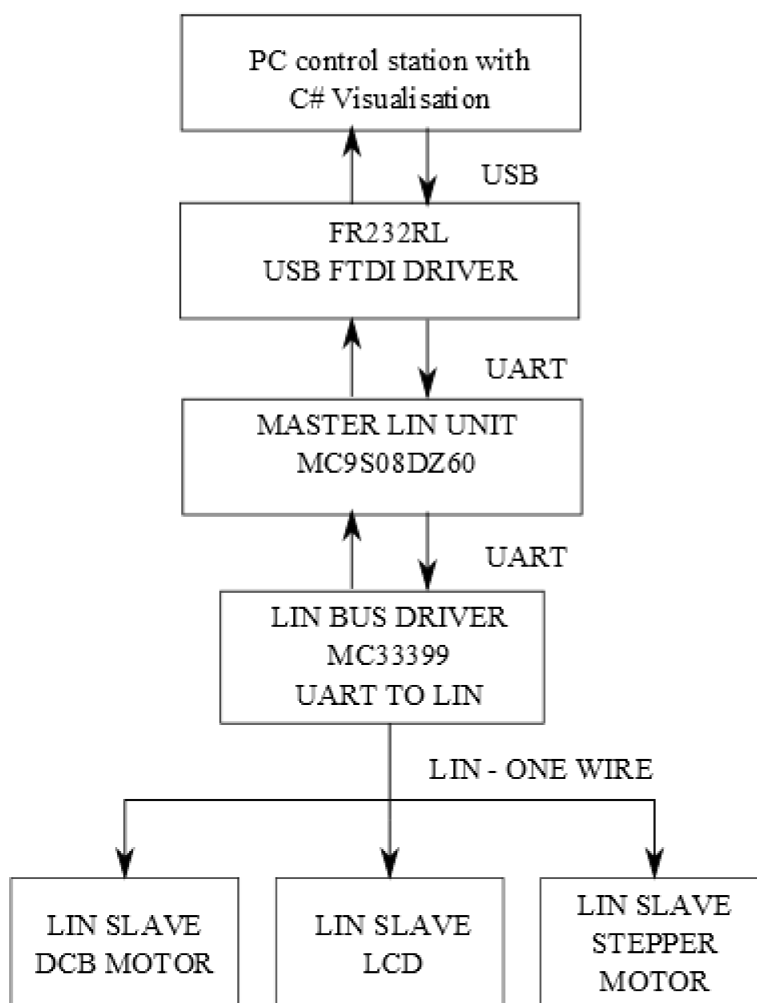 PC control station with
C# Visualisation
USB
FR232RL
USB FTDI DRIVER
UART
MASTER LIN UNIT
MC9S08DZ60
UART
LIN BUS DRIVER
MC33399
UART TO LIN
LIN - ONE WIRE
LIN SLAVE
DCB MOTOR
LIN SLAVE
LCD
LIN SLAVE
STEPPER
MOTOR